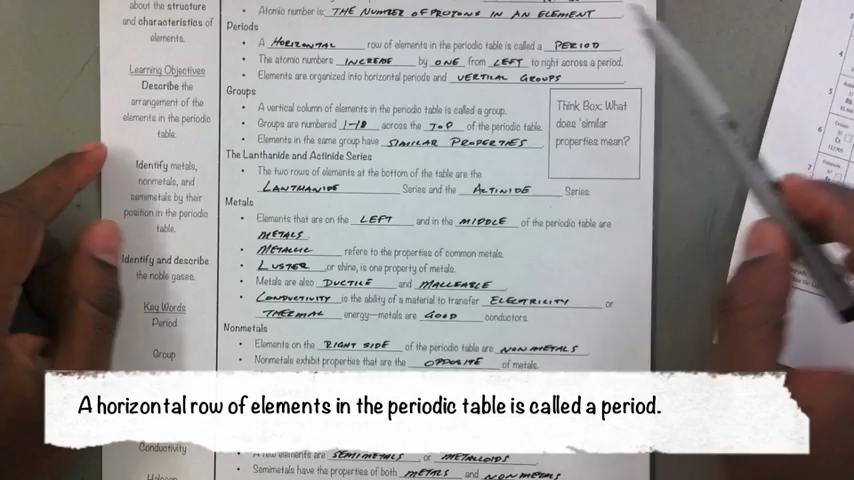 about the structure
and characteristics of
elements.
Learning Objectives
Describe the
arrangement of the
elements in the periodic
table.
Identify metals,
nonmetals, and
semimetals by their
position in the periodic
table.
Identify and describe
the noble gases.
Key Words
Period
Group
Conductivity
• Atomic number is THE NUMBER OF PROTONS IN AN ELEMENT
Periods
• A HORIZONTAL row of elements in the periodic table is called a PERIOD.
• The atomic numbers INCREASE by ONE from LEFT to right across a period.
• Elements are organized into horizontal periods and VERTICAL GROUPS
Groups
• A vertical column of elements in the periodic table is called a group.
• Groups are numbered 1-18 across the TOP of the periodic table.
• Elements in the same group have SIMILAR PROPERTIES
Think Box: What
does 'similar
properties mean?
The Lanthanide and Actinide Series
• The two rows of elements at the bottom of the table are the
LANTHANIDE Series and the ACTINIDE Series.
Metals
• Elements that are on the LEFT and in the MIDDLE of the periodic table are
METALS
• METALLIC refers to the properties of common metals.
• LUSTER, or shine, is one property of metals.
• Metals are also DUCTILE and MALLEABLE
• CONDUCTIVITY is the ability of a material to transfer ELECTRICITY or
THERMAL energy—metals are GOOD conductors.
Nonmetals
• Elements on the RIGHT SIDE of the periodic table are NONMETALS
• Nonmetals exhibit properties that are the OPPOSITE of metals.
A horizontal row of elements in the periodic table is called a period.
• A few elements are SEMIMETALS or METALLOIDS
• Semimetals have the properties of both METALS and NONMETALS
4
5
6
7